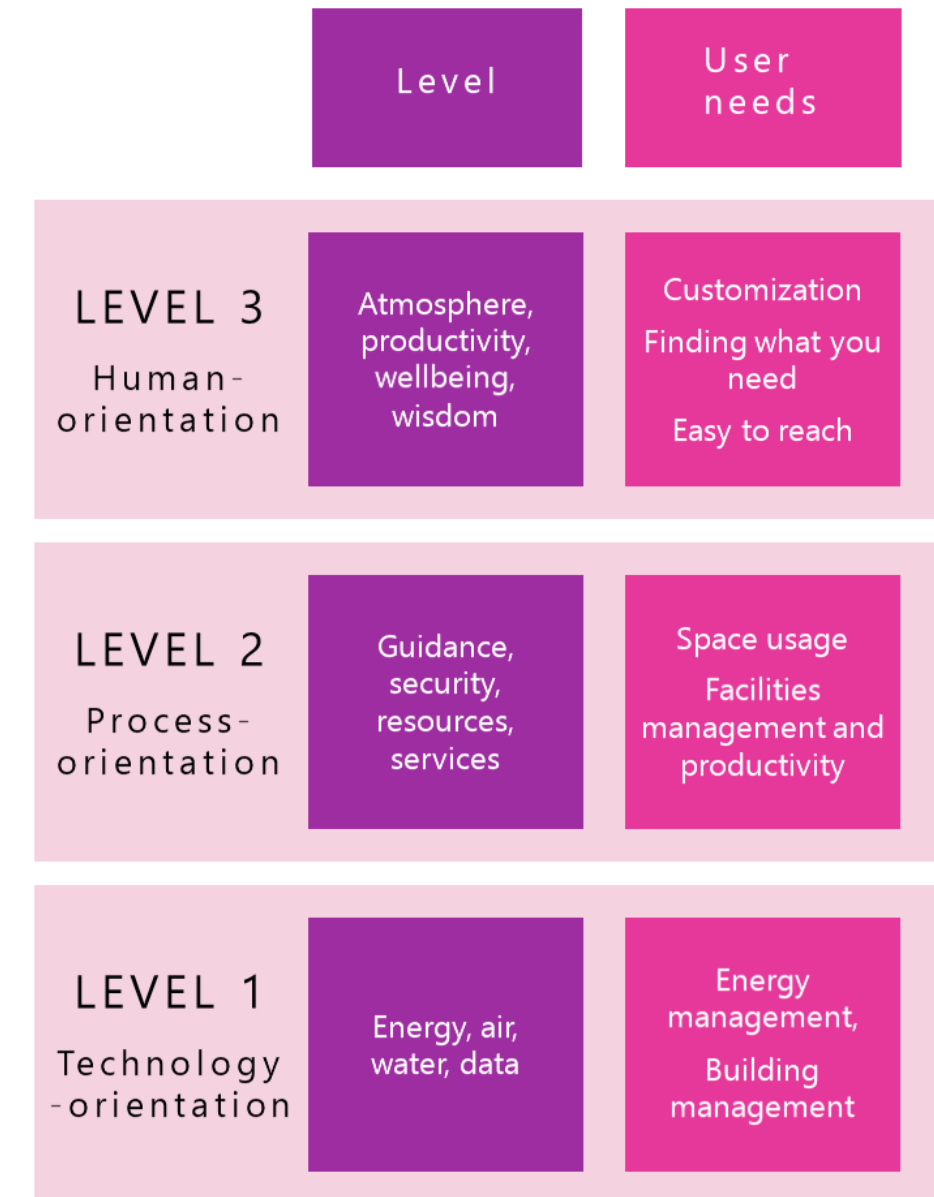 Level
User
needs
LEVEL 3
Human-
orientation
Atmosphere,
productivity,
wellbeing,
wisdom
Customization
Finding what you
need
Easy to reach
LEVEL 2
Process-
orientation
Guidance,
security,
resources,
services
Space usage
Facilities
management and
productivity
LEVEL 1
Technology
-orientation
Energy, air,
water, data
Energy
management,
Building
management